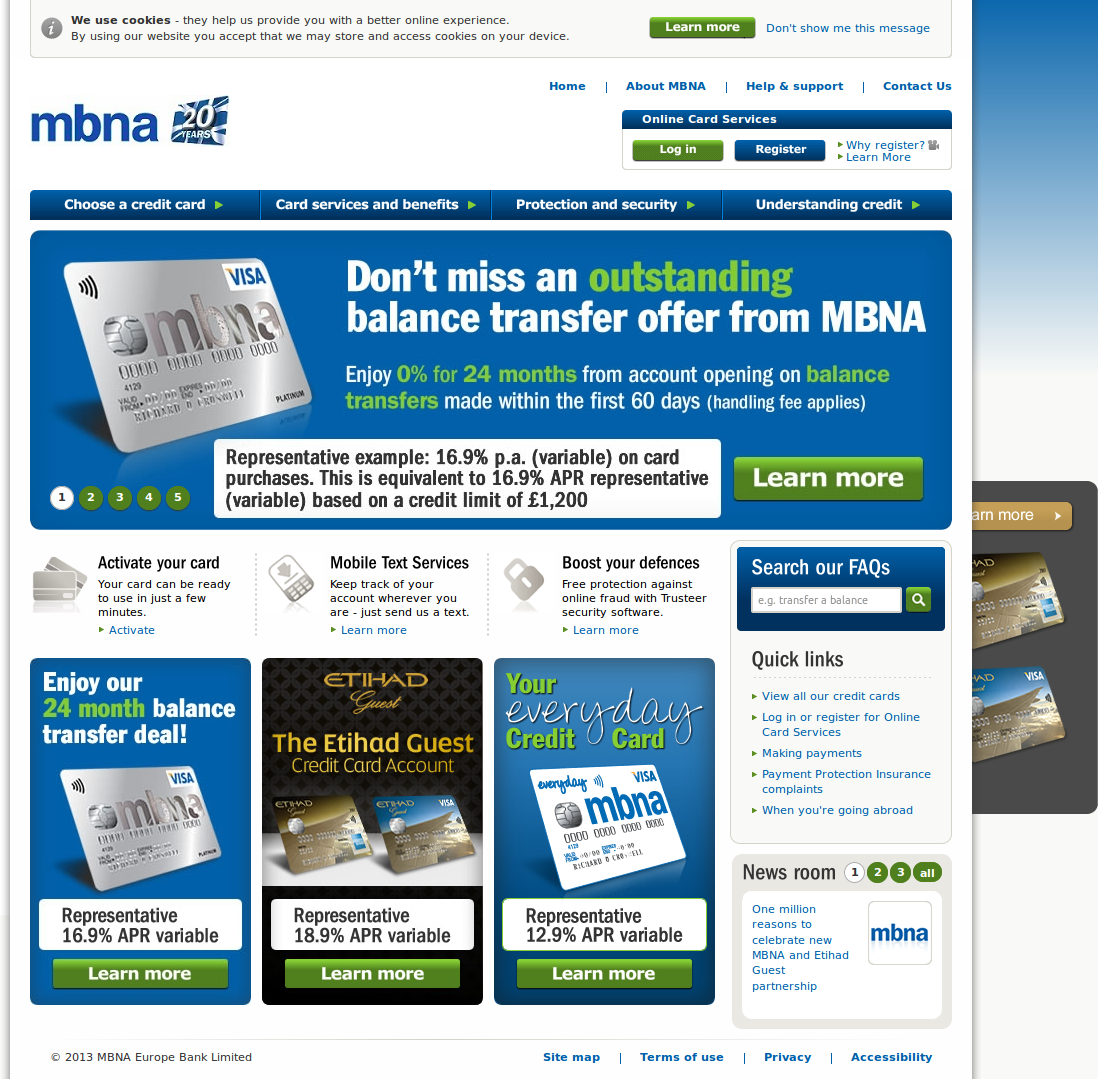 We use cookies - they help us provide you with a better online experience.
By using our website you accept that we may store and access cookies on your device.
Learn more
Don't show me this message
Home
About MBNA
Help & support
Contact Us
mbna
20
YEARS
Online Card Services
Log in
Register
Why register?
Learn More
Choose a credit card
Card services and benefits
Protection and security
Understanding credit
VISA
mbna
0000 0000 0000 0000
4129
VALID FROM 00/00 EXPIRES END 00/00
RICHARD D CROSWELL
PLATINUM
Don't miss an outstanding
balance transfer offer from MBNA
Enjoy 0% for 24 months from account opening on balance
transfers made within the first 60 days (handling fee applies)
Representative example: 16.9% p.a. (variable) on card
purchases. This is equivalent to 16.9% APR representative
(variable) based on a credit limit of £1,200
Learn more
1 2 3 4 5
arn more
Activate your card
Your card can be ready
to use in just a few
minutes.
Activate
Mobile Text Services
Keep track of your
account wherever you
are - just send us a text.
Learn more
Boost your defences
Free protection against
online fraud with Trusteer
security software.
Learn more
Search our FAQs
e.g. transfer a balance
Quick links
View all our credit cards
Log in or register for Online
Card Services
Making payments
Payment Protection Insurance
complaints
When you're going abroad
Enjoy our
24 month balance
transfer deal!
VISA
mbna
0000 0000 0000 0000
PLATINUM
Representative
16.9% APR variable
Learn more
ETIHAD
Guest
The Etihad Guest
Credit Card Account
ETIHAD
Guest
ETIHAD
Guest
VISA
Representative
18.9% APR variable
Learn more
Your
everyday
Credit Card
everyday
VISA
mbna
0000 0000 0000 0000
4129
RICHARD D CROSWELL
Representative
12.9% APR variable
Learn more
HAD
HAD
VISA
News room
1 2 3 all
One million
reasons to
celebrate new
MBNA and Etihad
Guest
partnership
mbna
© 2013 MBNA Europe Bank Limited
Site map
Terms of use
Privacy
Accessibility